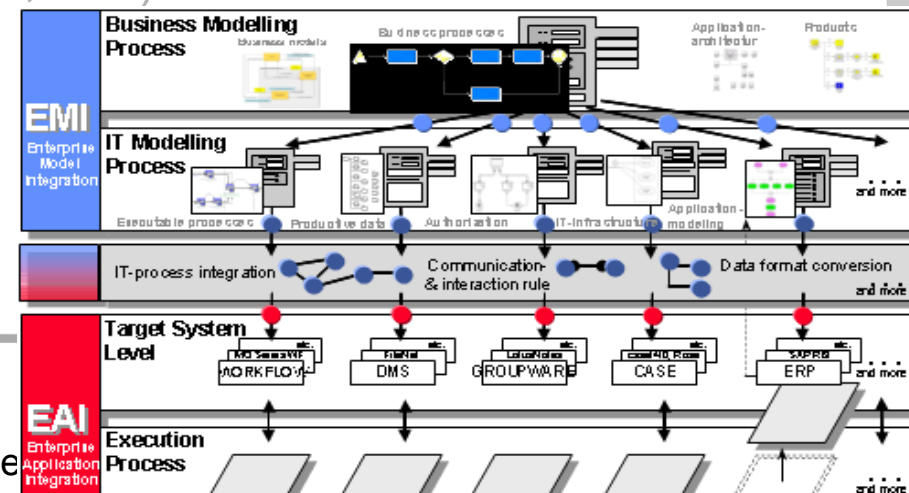 Business Modelling
Process
Business models
Business processes
Application-
architectur
Products
EMI
Enterprise
Model
Integration
IT Modelling
Process
and more
Executable processes
Productive data
Authorisation
IT-Infrastructure
Application-
modeling
IT-process integration
Communication-
& interaction rule
Data format conversion
and more
Target System
Level
etc.
etc.
etc.
etc.
etc.
FileNet
LotusNotes
SAP R/3
WORKFLOW
DMS
GROUPWARE
CASE
ERP
and more
EAI
Enterprise
Application
Integration
Execution
Process
e
and more